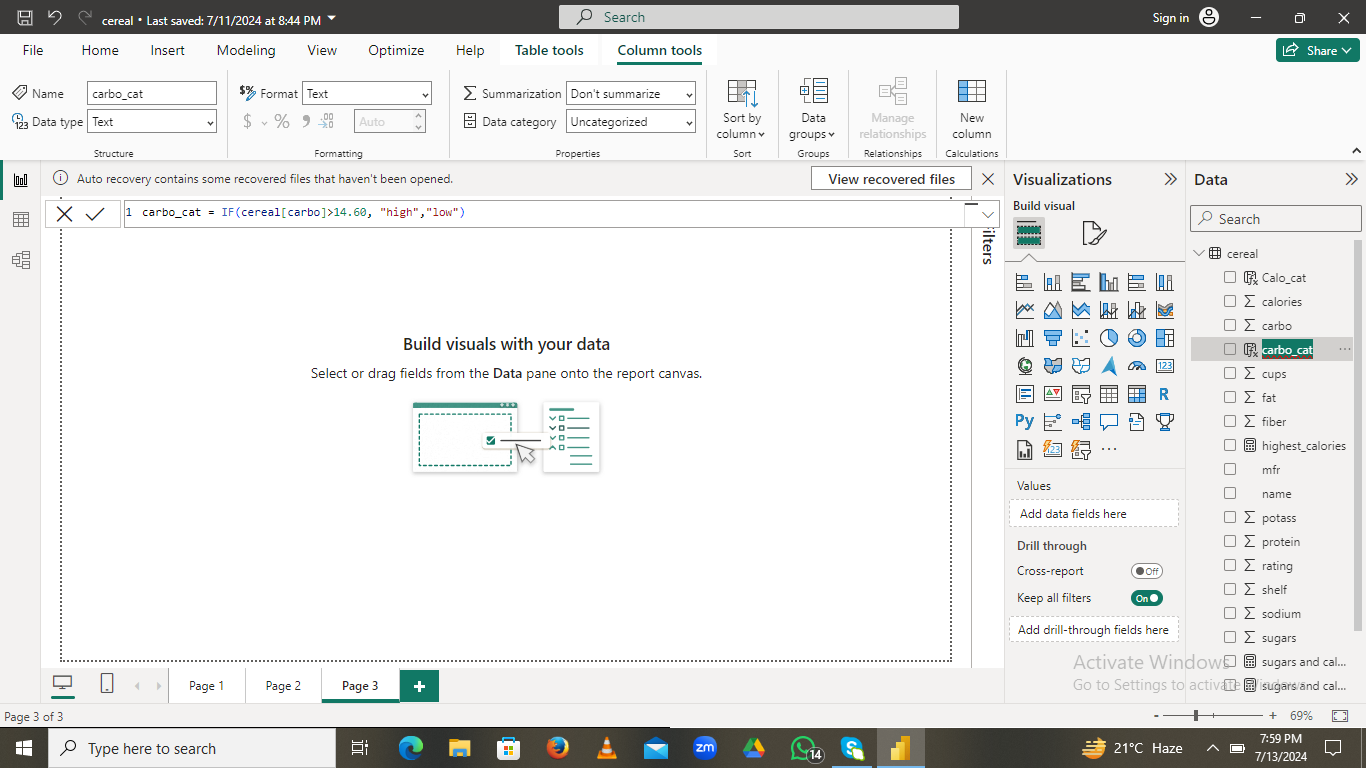 cereal • Last saved: 7/11/2024 at 8:44 PM
Search
Sign in
File
Home
Insert
Modeling
View
Optimize
Help
Table tools
Column tools
Share
Name
carbo_cat
Data type
Text
Structure
Format
Text
Auto
Formatting
Summarization
Don't summarize
Data category
Uncategorized
Properties
Sort by
column
Sort
Data
groups
Groups
Manage
relationships
Relationships
New
column
Calculations
Auto recovery contains some recovered files that haven't been opened.
View recovered files
1 carbo_cat = IF(cereal[carbo]>14.60, "high","low")
Filters
Build visuals with your data
Select or drag fields from the Data pane onto the report canvas.
Visualizations
Build visual
R
Py
123
Values
Add data fields here
Drill through
Cross-report
Off
Keep all filters
On
Add drill-through fields here
Data
Search
cereal
Calo_cat
calories
carbo
carbo_cat
cups
fat
fiber
highest_calories
mfr
name
potass
protein
rating
shelf
sodium
sugars
sugars and cal...
sugars and cal...
Activate Windows
Go to Settings to activate Windows.
Page 1
Page 2
Page 3
Page 3 of 3
69%
Type here to search
zm
14
21°C Haze
7:59 PM
7/13/2024